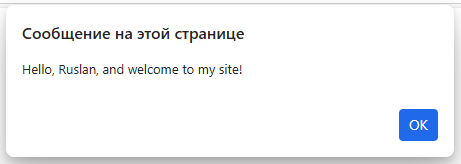 Сообщение на этой странице
Hello, Ruslan, and welcome to my site!
OK